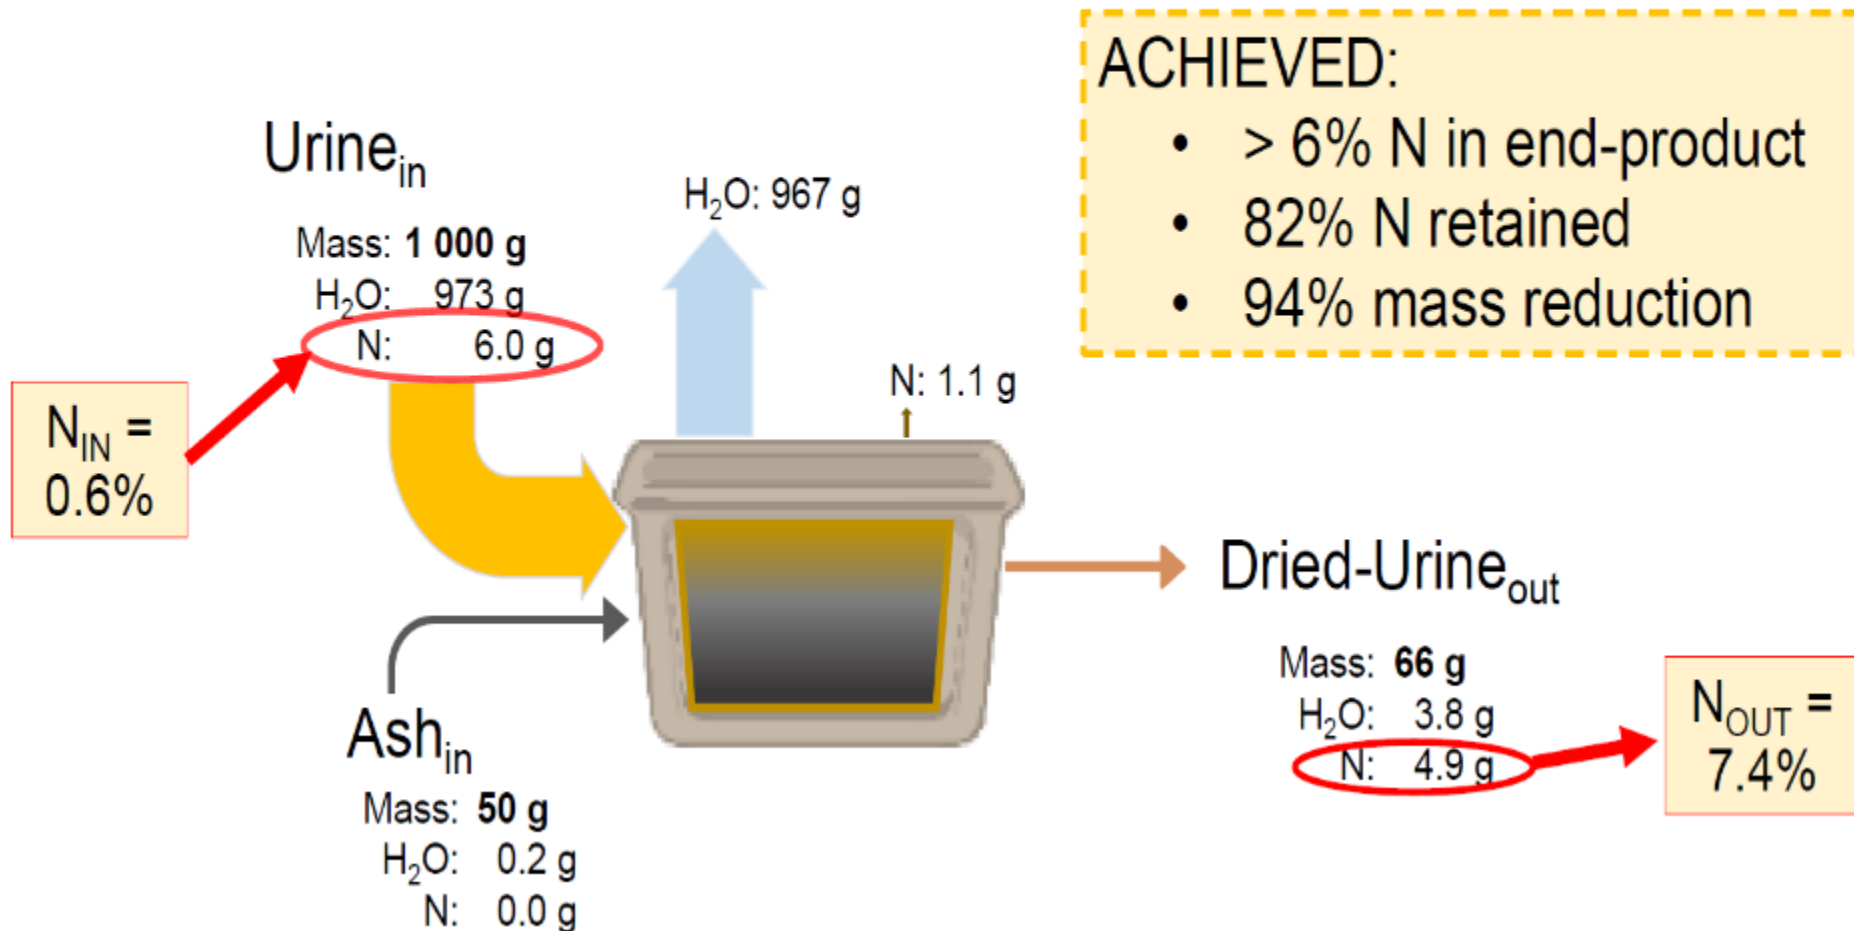 ACHIEVED:
• > 6% N in end-product
• 82% N retained
• 94% mass reduction
Urineᵢₙ
Mass: 1 000 g
H₂O: 973 g
N: 6.0 g
H₂O: 967 g
N: 1.1 g
N_IN =
0.6%
Dried-Urine_out
Mass: 66 g
H₂O: 3.8 g
N: 4.9 g
N_OUT =
7.4%
Ashᵢₙ
Mass: 50 g
H₂O: 0.2 g
N: 0.0 g